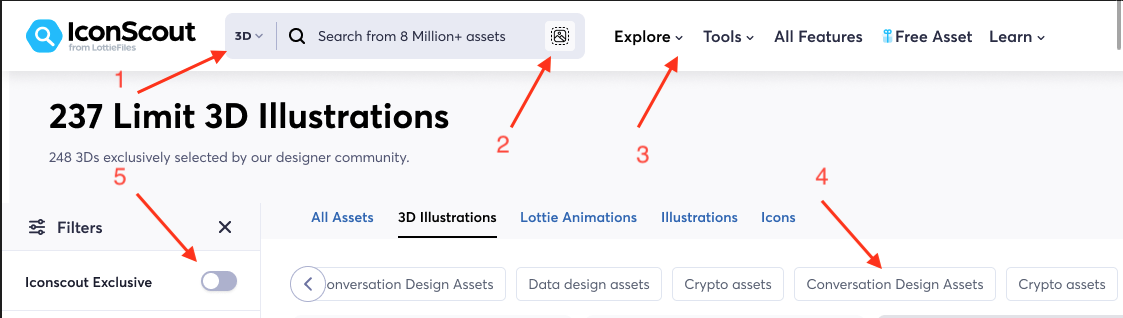 IconScout
from LottieFiles
3D
Search from 8 Million+ assets
Explore
Tools
All Features
Free Asset
Learn
1
2
3
237 Limit 3D Illustrations
248 3Ds exclusively selected by our designer community.
5
4
Filters
All Assets
3D Illustrations
Lottie Animations
Illustrations
Icons
Iconscout Exclusive
onversation Design Assets
Data design assets
Crypto assets
Conversation Design Assets
Crypto assets